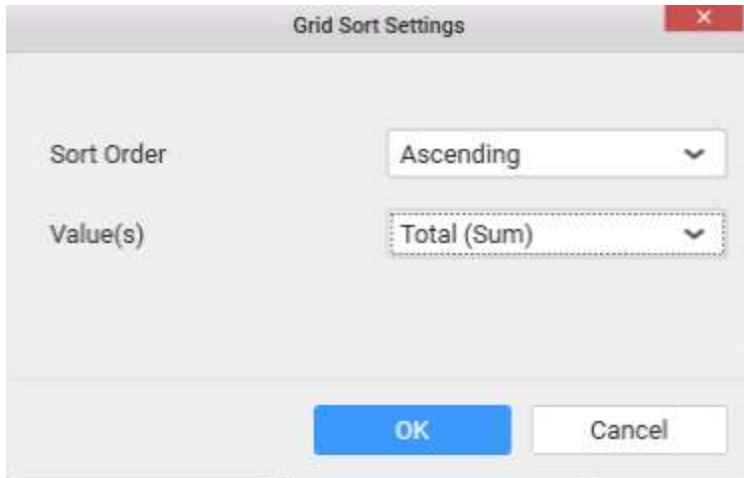 Grid Sort Settings
Sort Order Ascending
Value(s) Total (Sum)
OK Cancel